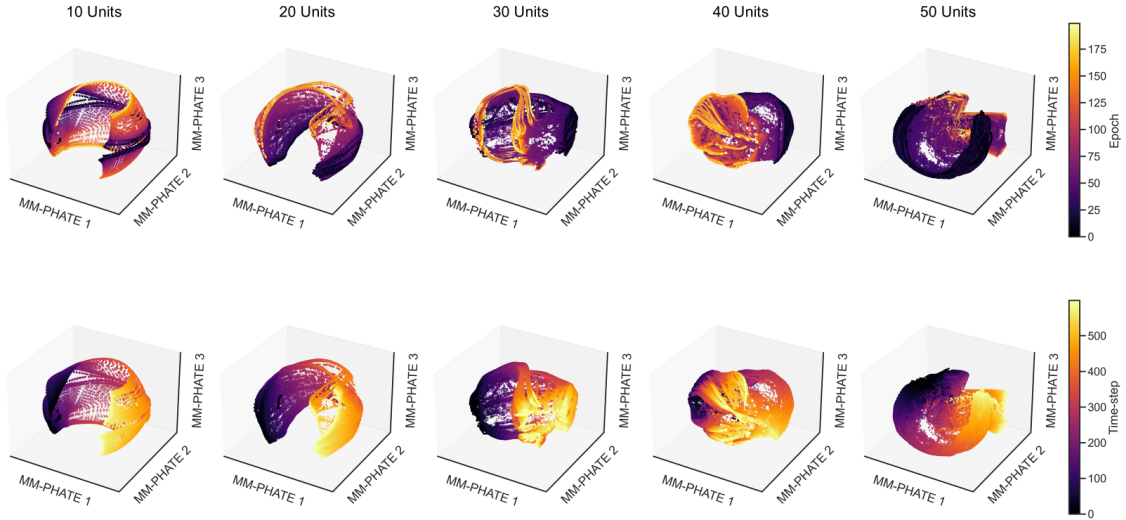 10 Units
20 Units
30 Units
40 Units
50 Units
MM-PHATE 1
MM-PHATE 2
MM-PHATE 3
MM-PHATE 1
MM-PHATE 2
MM-PHATE 3
MM-PHATE 1
MM-PHATE 2
MM-PHATE 3
MM-PHATE 1
MM-PHATE 2
MM-PHATE 3
MM-PHATE 1
MM-PHATE 2
MM-PHATE 3
175
150
125
100
75
50
25
0
Epoch
MM-PHATE 1
MM-PHATE 2
MM-PHATE 3
MM-PHATE 1
MM-PHATE 2
MM-PHATE 3
MM-PHATE 1
MM-PHATE 2
MM-PHATE 3
MM-PHATE 1
MM-PHATE 2
MM-PHATE 3
MM-PHATE 1
MM-PHATE 2
MM-PHATE 3
500
400
300
200
100
0
Time-step